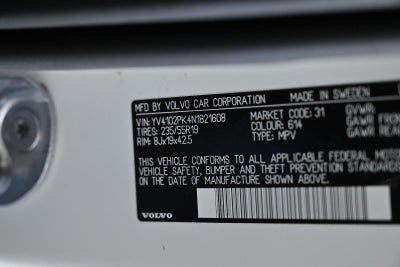 MFD BY VOLVO CAR CORPORATION MADE IN SWEDEN
VIN: YV4102PK4N1821608 MARKET: 31 GVWR:
TIRES: 235/55R19 COLOUR: 614 GAWR FRON
RIM: 8Jx19x42.5 TYPE: MPV GAWR REAR
THIS VEHICLE CONFORMS TO ALL APPLICABLE FEDERAL MOTOR
VEHICLE SAFETY, BUMPER AND THEFT PREVENTION STANDARDS
ON THE DATE OF MANUFACTURE SHOWN ABOVE.
VOLVO